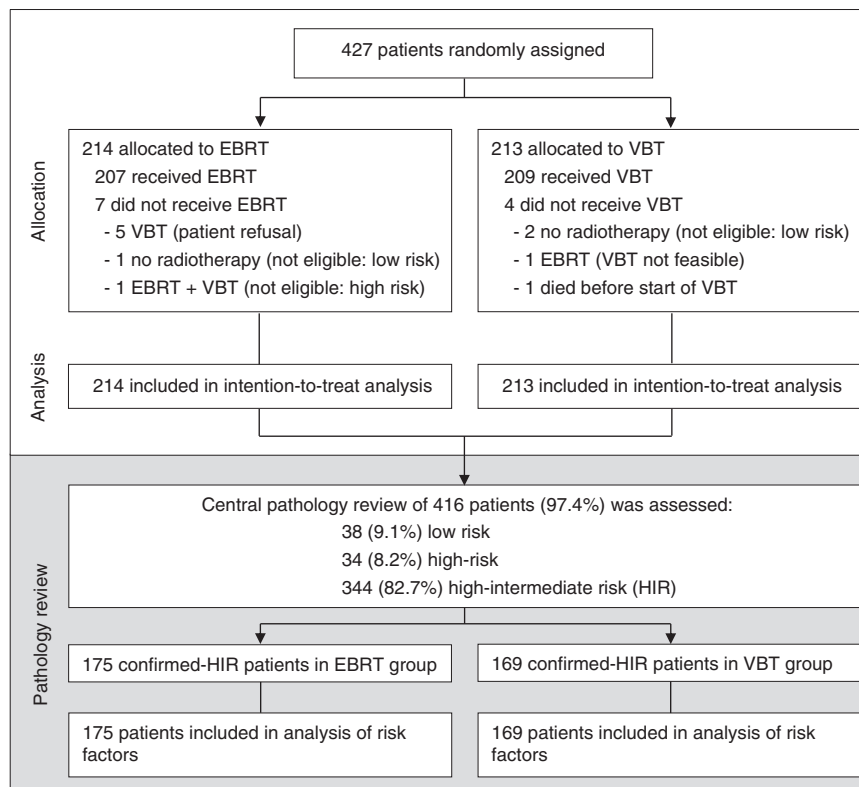 427 patients randomly assigned
Allocation
214 allocated to EBRT
207 received EBRT
7 did not receive EBRT
- 5 VBT (patient refusal)
- 1 no radiotherapy (not eligible: low risk)
- 1 EBRT + VBT (not eligible: high risk)
213 allocated to VBT
209 received VBT
4 did not receive VBT
- 2 no radiotherapy (not eligible: low risk)
- 1 EBRT (VBT not feasible)
- 1 died before start of VBT
Analysis
214 included in intention-to-treat analysis
213 included in intention-to-treat analysis
Pathology review
Central pathology review of 416 patients (97.4%) was assessed:
38 (9.1%) low risk
34 (8.2%) high-risk
344 (82.7%) high-intermediate risk (HIR)
175 confirmed-HIR patients in EBRT group
169 confirmed-HIR patients in VBT group
175 patients included in analysis of risk
factors
169 patients included in analysis of risk
factors